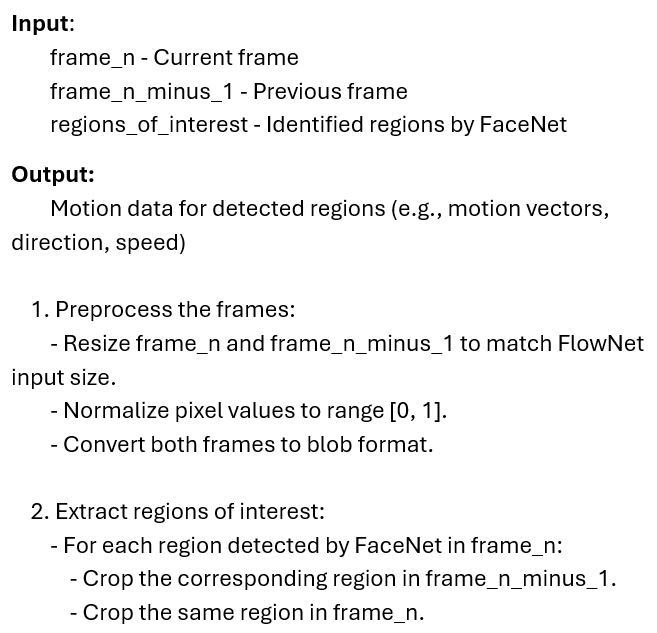 Input:
frame_n - Current frame
frame_n_minus_1 - Previous frame
regions_of_interest - Identified regions by FaceNet
Output:
Motion data for detected regions (e.g., motion vectors,
direction, speed)
1. Preprocess the frames:
- Resize frame_n and frame_n_minus_1 to match FlowNet
input size.
- Normalize pixel values to range [0, 1].
- Convert both frames to blob format.
2. Extract regions of interest:
- For each region detected by FaceNet in frame_n:
- Crop the corresponding region in frame_n_minus_1.
- Crop the same region in frame_n.